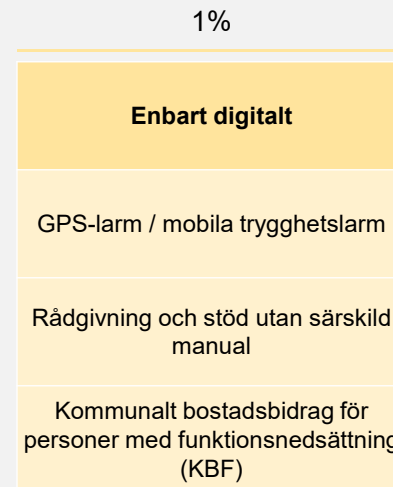 1%
Enbart digitalt
GPS-larm / mobila trygghetslarm
Rådgivning och stöd utan särskild
manual
Kommunalt bostadsbidrag för
personer med funktionsnedsättning
(KBF)